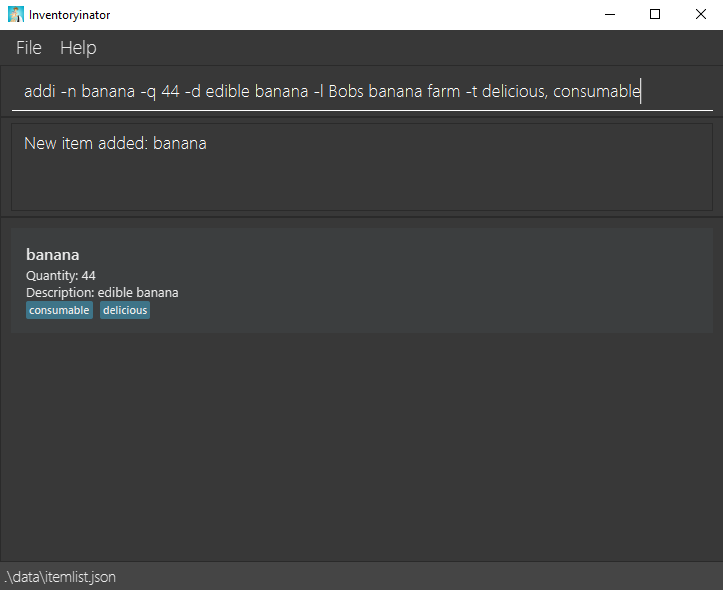 Inventoryinator
File Help
addi -n banana -q 44 -d edible banana -l Bobs banana farm -t delicious, consumable
New item added: banana
banana
Quantity: 44
Description: edible banana
consumable delicious
.\data\itemlist.json